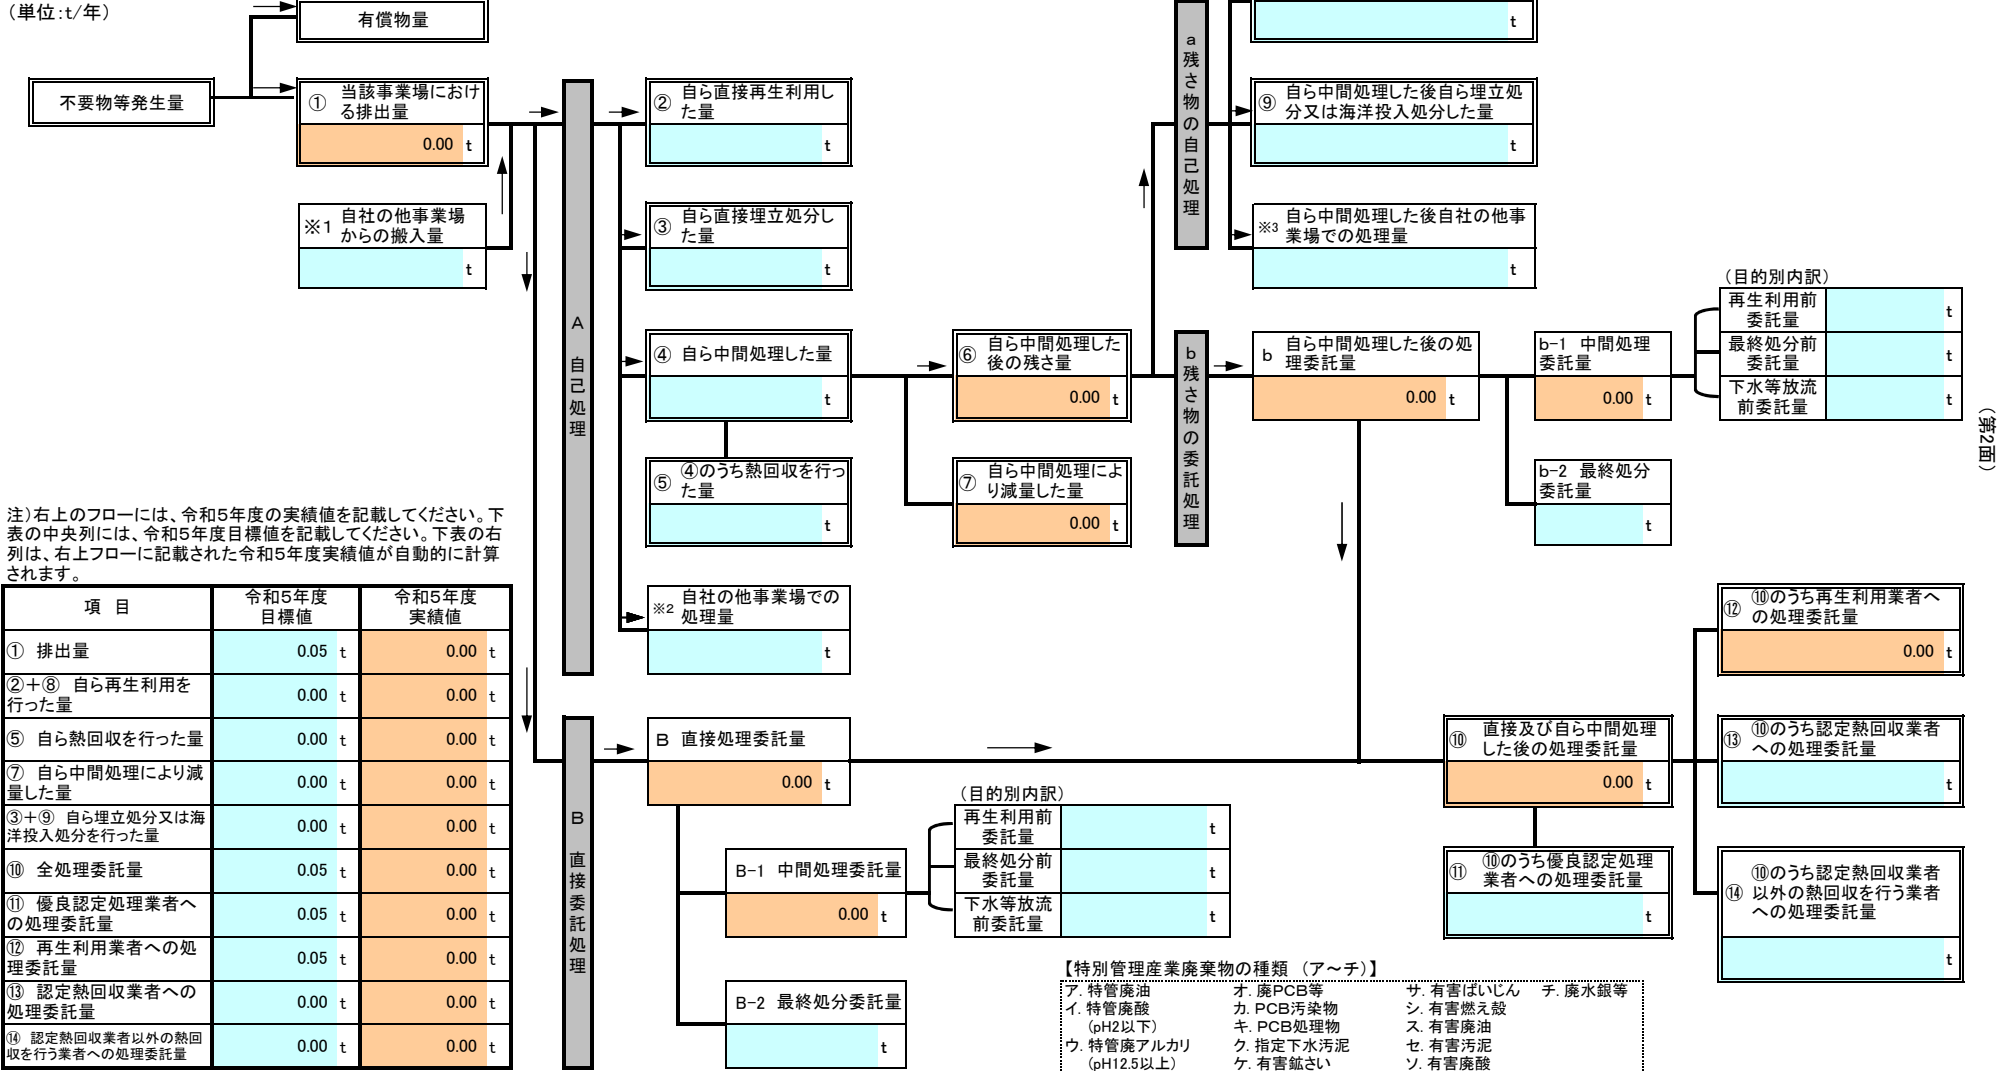 （単位:t/年）
有償物量
不要物等発生量
① 当該事業場におけ
る排出量
0.00 t
※1 自社の他事業場
からの搬入量
t
A 自己処理
② 自ら直接再生利用し
た量
t
③ 自ら直接埋立処分し
た量
t
④ 自ら中間処理した量
t
⑤ ④のうち熱回収を行っ
た量
t
※2 自社の他事業場での
処理量
t
⑥ 自ら中間処理した
後の残さ量
0.00 t
⑦ 自ら中間処理によ
り減量した量
0.00 t
a 残さ物の自己処理
t
⑨ 自ら中間処理した後自ら埋立処
分又は海洋投入処分した量
t
※3 自ら中間処理した後自社の他事
業場での処理量
t
b 残さ物の委託処理
b 自ら中間処理した後の処
理委託量
0.00 t
b-1 中間処理
委託量
0.00 t
b-2 最終処分
委託量
t
（目的別内訳）
再生利用前
委託量
t
最終処分前
委託量
t
下水等放流
前委託量
t
（第2面）
注）右上のフローには、令和5年度の実績値を記載してください。下
表の中央列には、令和5年度目標値を記載してください。下表の右
列は、右上フローに記載された令和5年度実績値が自動的に計算
されます。
項 目 令和5年度 令和5年度
目標値 実績値
① 排出量 0.05 t 0.00 t
②＋⑧ 自ら再生利用を
行った量 0.00 t 0.00 t
⑤ 自ら熱回収を行った量 0.00 t 0.00 t
⑦ 自ら中間処理により減
量した量 0.00 t 0.00 t
③＋⑨ 自ら埋立処分又は海
洋投入処分を行った量 0.00 t 0.00 t
⑩ 全処理委託量 0.05 t 0.00 t
⑪ 優良認定処理業者へ
の処理委託量 0.05 t 0.00 t
⑫ 再生利用業者への処
理委託量 0.05 t 0.00 t
⑬ 認定熱回収業者への
処理委託量 0.00 t 0.00 t
⑭ 認定熱回収業者以外の熱回
収を行う業者への処理委託量 0.00 t 0.00 t
B 直接委託処理
B 直接処理委託量
0.00 t
B-1 中間処理委託量
0.00 t
B-2 最終処分委託量
t
（目的別内訳）
再生利用前
委託量
t
最終処分前
委託量
t
下水等放流
前委託量
t
⑩ 直接及び自ら中間処理
した後の処理委託量
0.00 t
⑪ ⑩のうち優良認定処理
業者への処理委託量
t
⑫ ⑩のうち再生利用業者へ
の処理委託量
0.00 t
⑬ ⑩のうち認定熱回収業者
への処理委託量
t
⑭ ⑩のうち認定熱回収業者
以外の熱回収を行う業者
への処理委託量
t
【特別管理産業廃棄物の種類 （ア～チ）】
ア. 特管廃油 オ. 廃PCB等 サ. 有害ばいじん チ. 廃水銀等
イ. 特管廃酸 カ. PCB汚染物 シ. 有害燃え殻
（pH2以下） キ. PCB処理物 ス. 有害廃油
ウ. 特管廃アルカリ ク. 指定下水汚泥 セ. 有害汚泥
（pH12.5以上） ケ. 有害鉱さい ソ. 有害廃酸